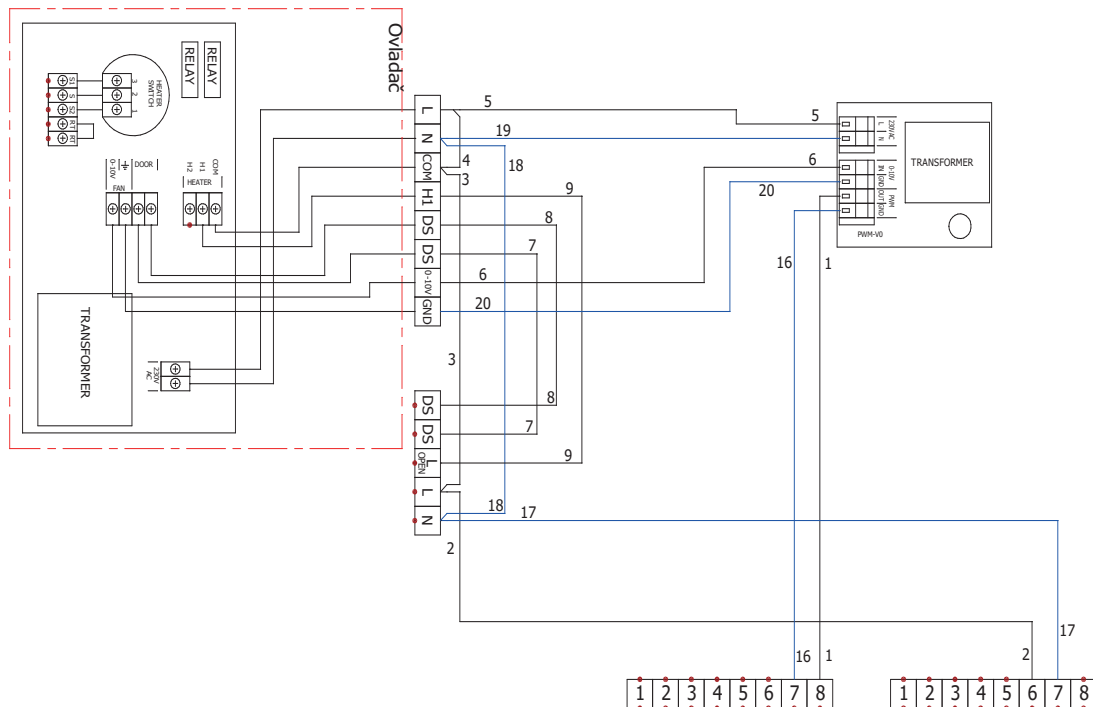 Ovladač
RELAY
RELAY
HEATER SWITCH
3
2
1
S1
S
S2
RT
RT
0-10V
DOOR
FAN
H2
H1
COM
HEATER
TRANSFORMER
230V AC
L
N
COM
H1
DS
DS
0-10V
GND
5
19
18
4
3
9
8
7
6
20
3
DS
DS
L OPEN
L
N
8
7
9
18
17
2
5
6
20
L
N
230VAC
IN
GND
OUT
GND
0-10V
PWM
TRANSFORMER
PWM-V0
16
1
16
1
2
17
1 2 3 4 5 6 7 8
1 2 3 4 5 6 7 8